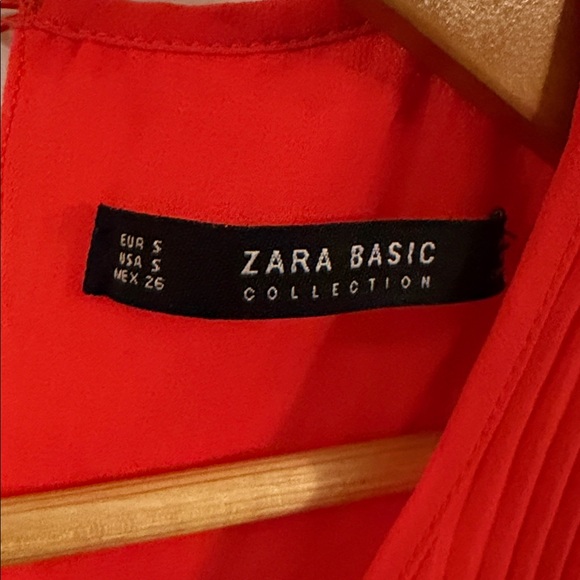 EUR S
USA S
MEX 26
ZARA BASIC
COLLECTION